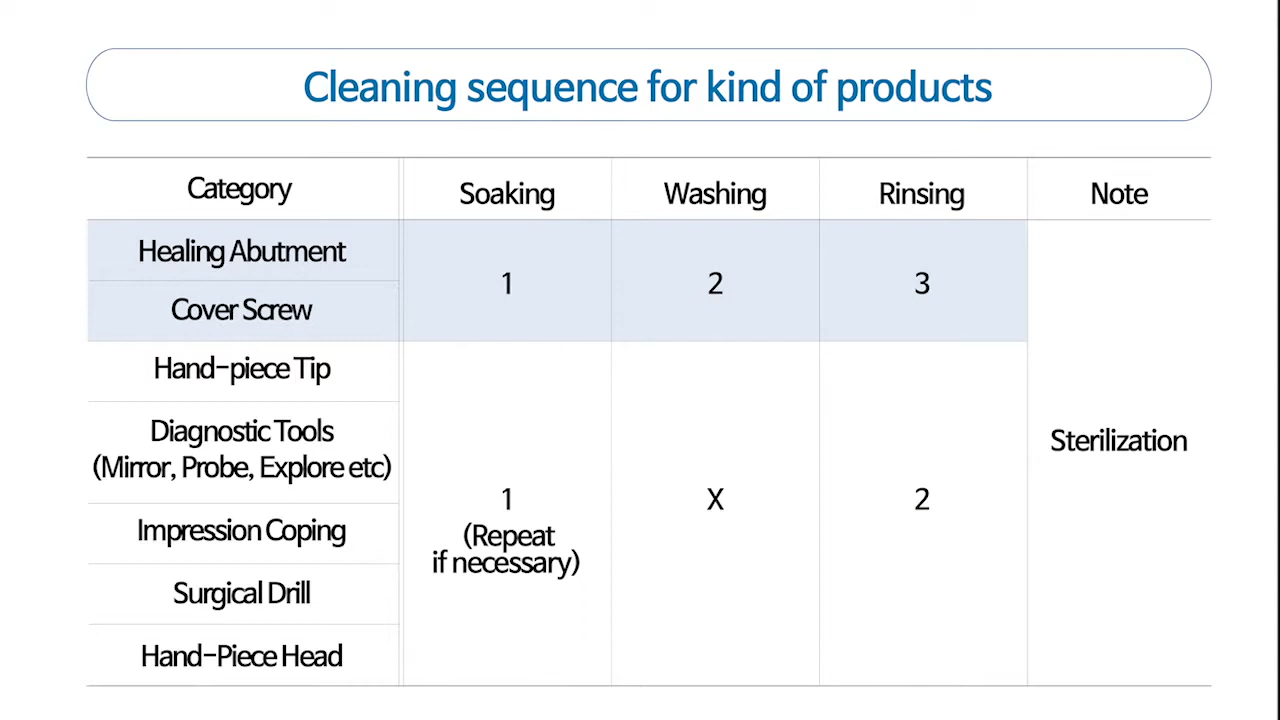 Cleaning sequence for kind of products
Category
Soaking
Washing
Rinsing
Note
Healing Abutment
Cover Screw
1
2
3
Hand-piece Tip
Diagnostic Tools
(Mirror, Probe, Explore etc)
Impression Coping
Surgical Drill
Hand-Piece Head
1
(Repeat
if necessary)
X
2
Sterilization